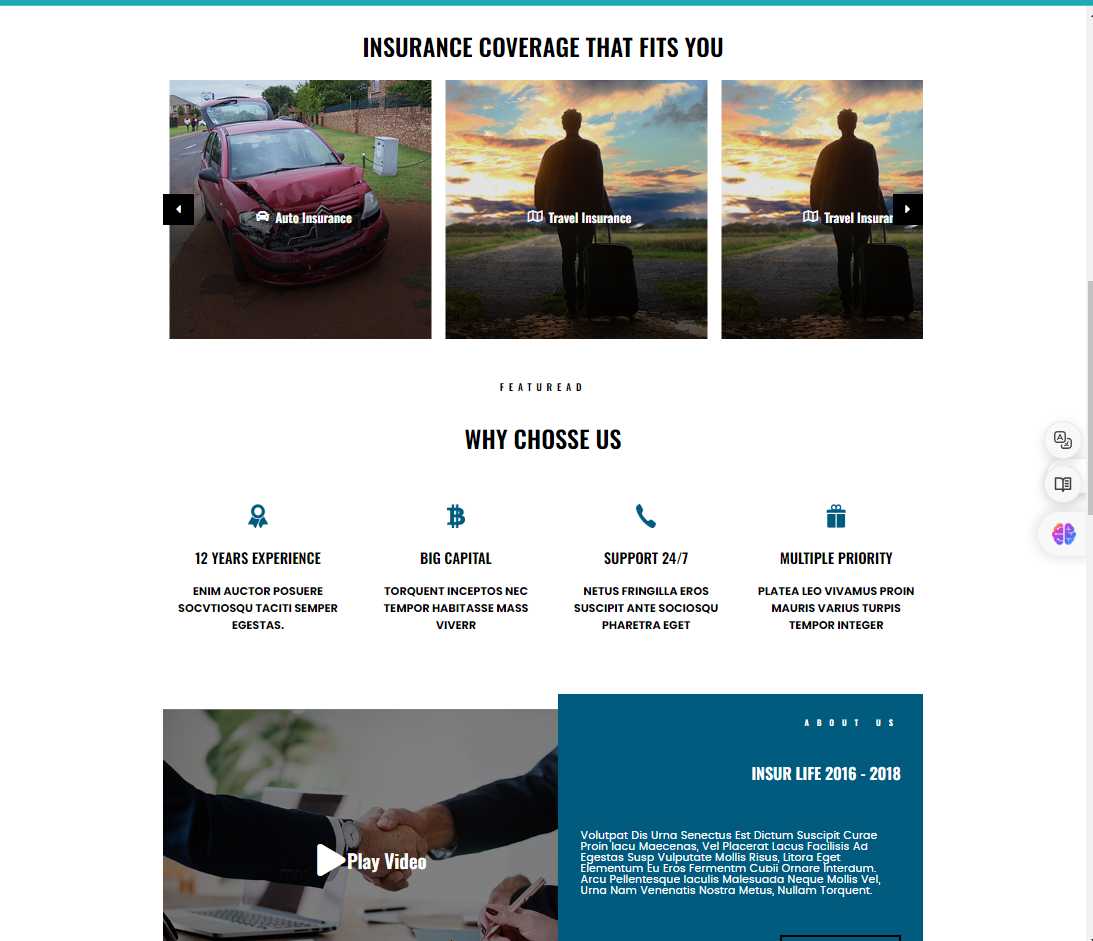 INSURANCE COVERAGE THAT FITS YOU
Auto Insurance
Travel Insurance
Travel Insuran
FEATUREAD
WHY CHOSSE US
12 YEARS EXPERIENCE
ENIM AUCTOR POSUERE
SOCVTIOSQU TACITI SEMPER
EGESTAS.
BIG CAPITAL
TORQUENT INCEPTOS NEC
TEMPOR HABITASSE MASS
VIVERR
SUPPORT 24/7
NETUS FRINGILLA EROS
SUSCIPIT ANTE SOCIOSQU
PHARETRA EGET
MULTIPLE PRIORITY
PLATEA LEO VIVAMUS PROIN
MAURIS VARIUS TURPIS
TEMPOR INTEGER
Play Video
ABOUT US
INSUR LIFE 2016 - 2018
Volutpat Dis Urna Senectus Est Dictum Suscipit Curae
Proin Iacu Maecenas, Vel Placerat Lacus Facilisis Ad
Egestas Susp Vulputate Mollis Risus, Litora Eget
Elementum Eu Eros Fermentm Cubil Ornare Interdum.
Arcu Pellentesque Iaculis Malesuada Neque Mollis Vel,
Urna Nam Venenatis Nostra Metus, Nullam Torquent.